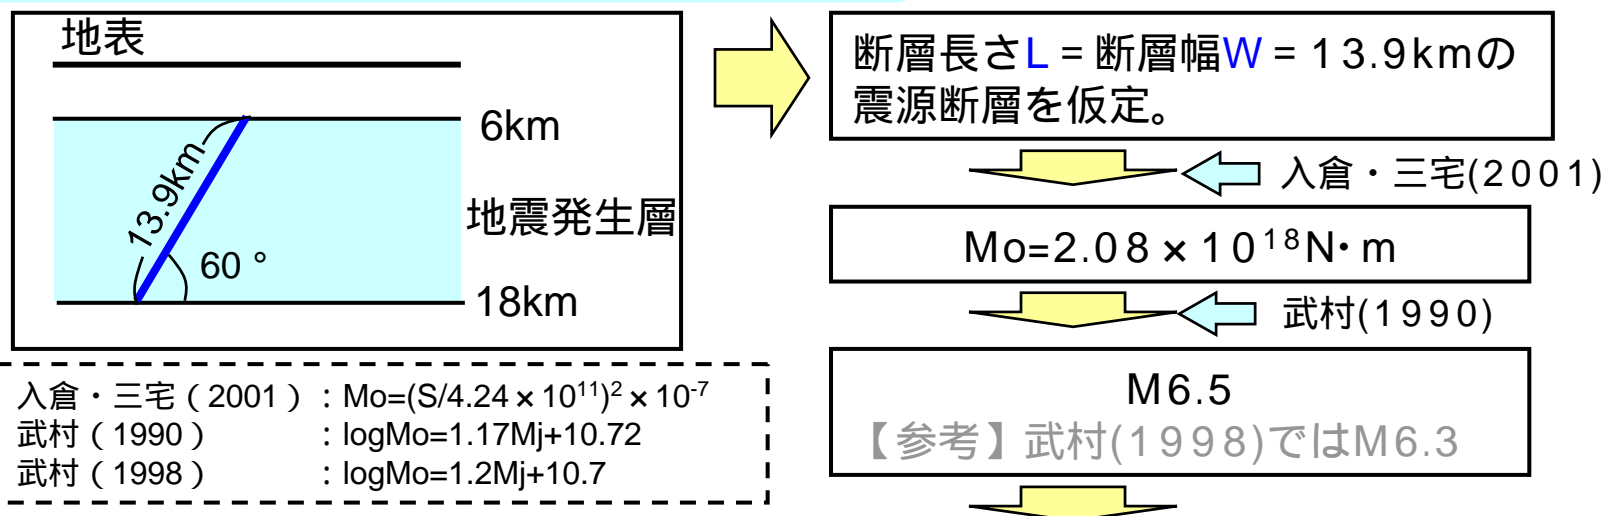 地表
6km
13.9km
地震発生層
60 °
18km
入倉・三宅（2001）：Mo=(S/4.24×10¹¹)²×10⁻⁷
武村（1990）：logMo=1.17Mj+10.72
武村（1998）：logMo=1.2Mj+10.7
断層長さL = 断層幅W = 13.9kmの
震源断層を仮定。
入倉・三宅(2001)
Mo=2.08×10¹⁸N・m
武村(1990)
M6.5
【参考】武村(1998)ではM6.3